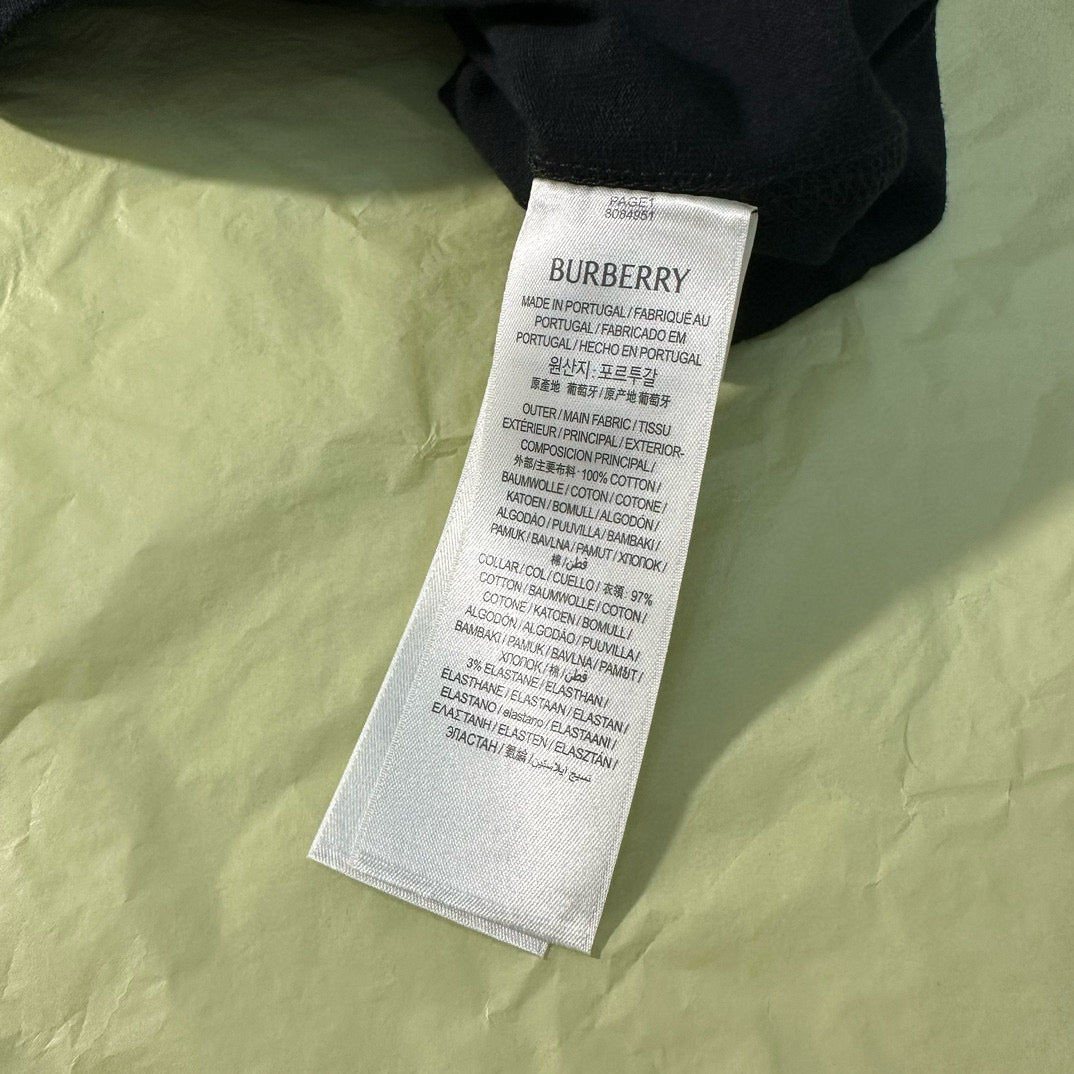 PAGE1
8084951
BURBERRY
MADE IN PORTUGAL / FABRIQUÉ AU
PORTUGAL / FABRICADO EM
PORTUGAL / HECHO EN PORTUGAL
원산지 : 포르투갈
原產地 葡萄牙 / 原产地 葡萄牙
OUTER / MAIN FABRIC / TISSU
EXTÉRIEUR / PRINCIPAL / EXTERIOR-
COMPOSICION PRINCIPAL /
外部/主要布料 · 100% COTTON /
BAUMWOLLE / COTON / COTONE /
KATOEN / BOMULL / ALGODÓN /
ALGODÃO / PUUVILLA / BAMBAKI /
PAMUK / BAVLNA / PAMUT / ХЛОПОК /
棉 / قطن
COLLAR / COL / CUELLO / 衣領 : 97%
COTTON / BAUMWOLLE / COTON /
COTONE / KATOEN / BOMULL /
ALGODÓN / ALGODÃO / PUUVILLA /
BAMBAKI / PAMUK / BAVLNA / PAMUT /
ХЛОПОК / 棉 / قطن
3% ELASTANE / ELASTHAN /
ELASTHANE / ELASTAAN / ELASTAN /
ELASTANO / elastano / ELASTAANI /
ΕΛΑΣΤΑΝΗ / ELASTEN / ELASZTÁN /
ЭЛАСТАН / 氨綸 /